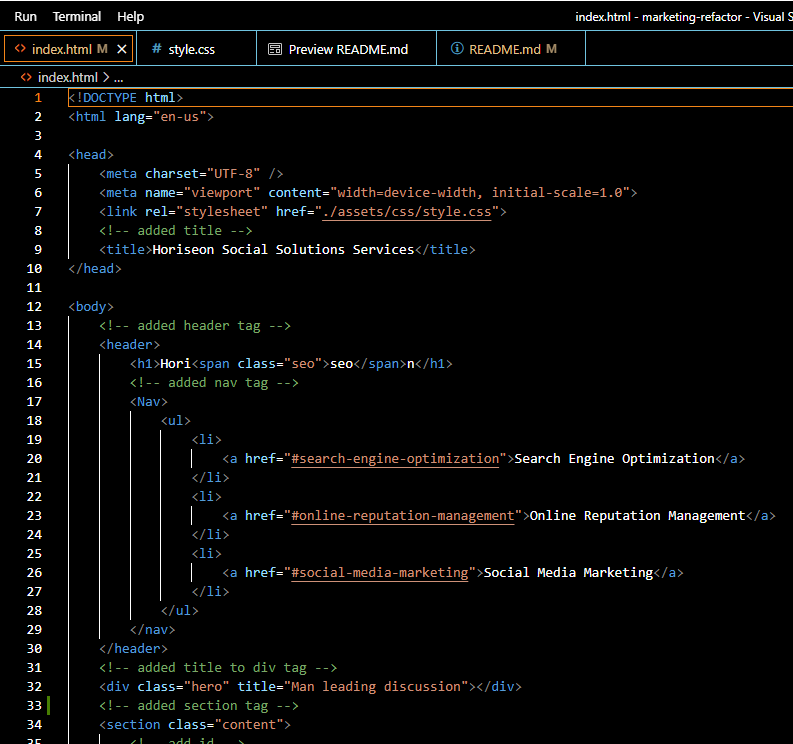 Run Terminal Help index.html - marketing-refactor - Visual S
<> index.html M × # style.css Preview README.md ⓘ README.md M
<> index.html > ...
1 <!DOCTYPE html>
2 <html lang="en-us">
3
4 <head>
5     <meta charset="UTF-8" />
6     <meta name="viewport" content="width=device-width, initial-scale=1.0">
7     <link rel="stylesheet" href="./assets/css/style.css">
8     <!-- added title -->
9     <title>Horiseon Social Solutions Services</title>
10 </head>
11
12 <body>
13     <!-- added header tag -->
14     <header>
15         <h1>Hori<span class="seo">seo</span>n</h1>
16         <!-- added nav tag -->
17         <Nav>
18             <ul>
19                 <li>
20                     <a href="#search-engine-optimization">Search Engine Optimization</a>
21                 </li>
22                 <li>
23                     <a href="#online-reputation-management">Online Reputation Management</a>
24                 </li>
25                 <li>
26                     <a href="#social-media-marketing">Social Media Marketing</a>
27                 </li>
28             </ul>
29         </nav>
30     </header>
31     <!-- added title to div tag -->
32     <div class="hero" title="Man leading discussion"></div>
33     <!-- added section tag -->
34     <section class="content">
35         <!-- add id -->